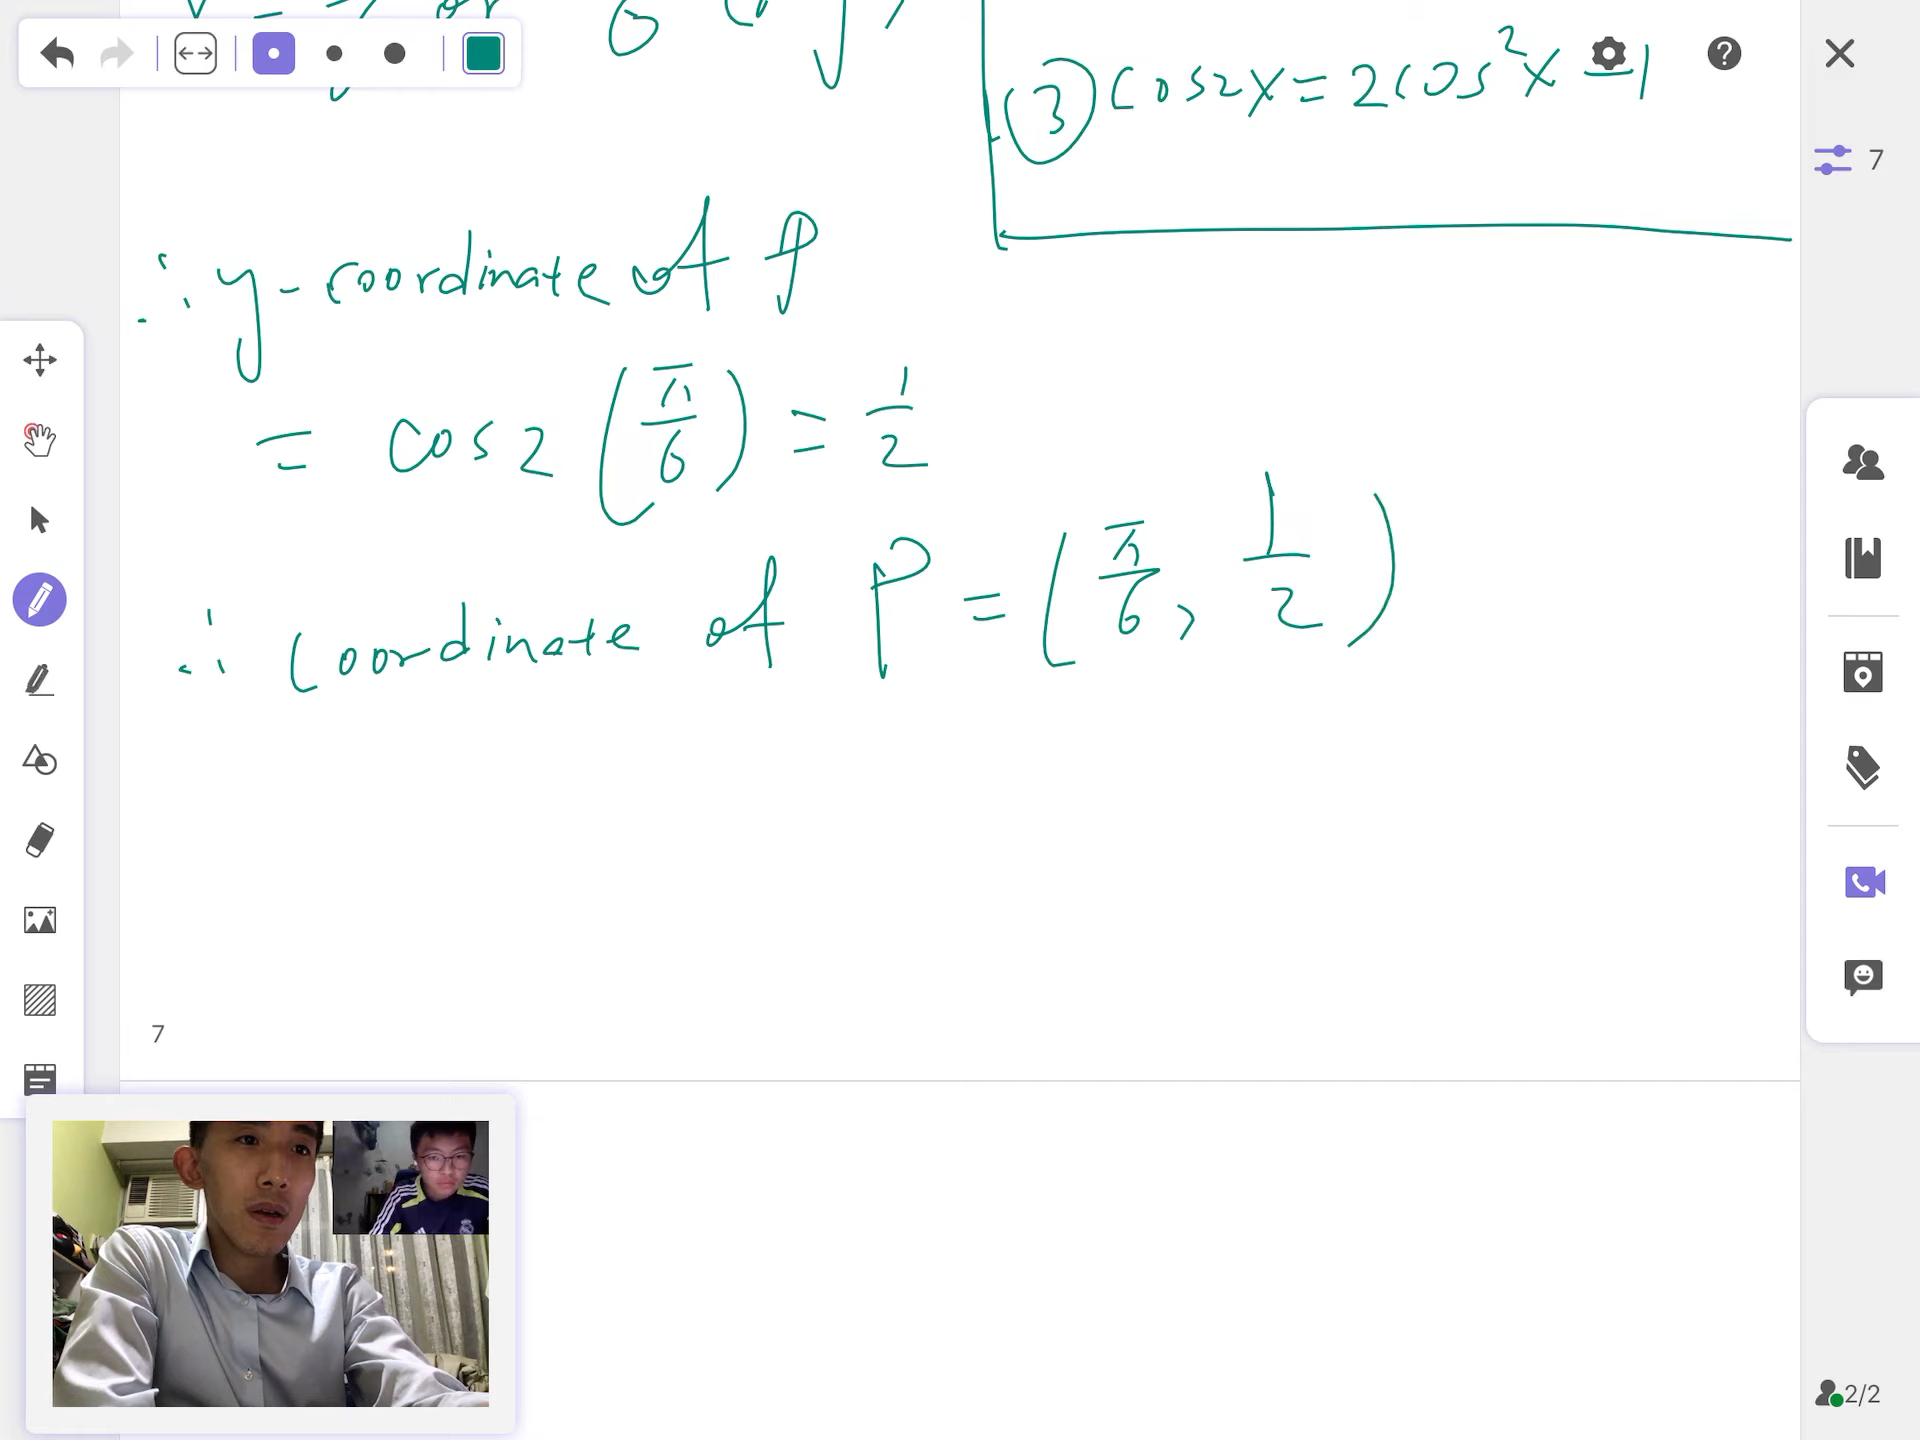 ③ cos2x = 2cos²x - 1
7
∴ y-coordinate of P
= cos 2 (π/6) = 1/2
∴ coordinate of P = (π/6, 1/2)
7
2/2